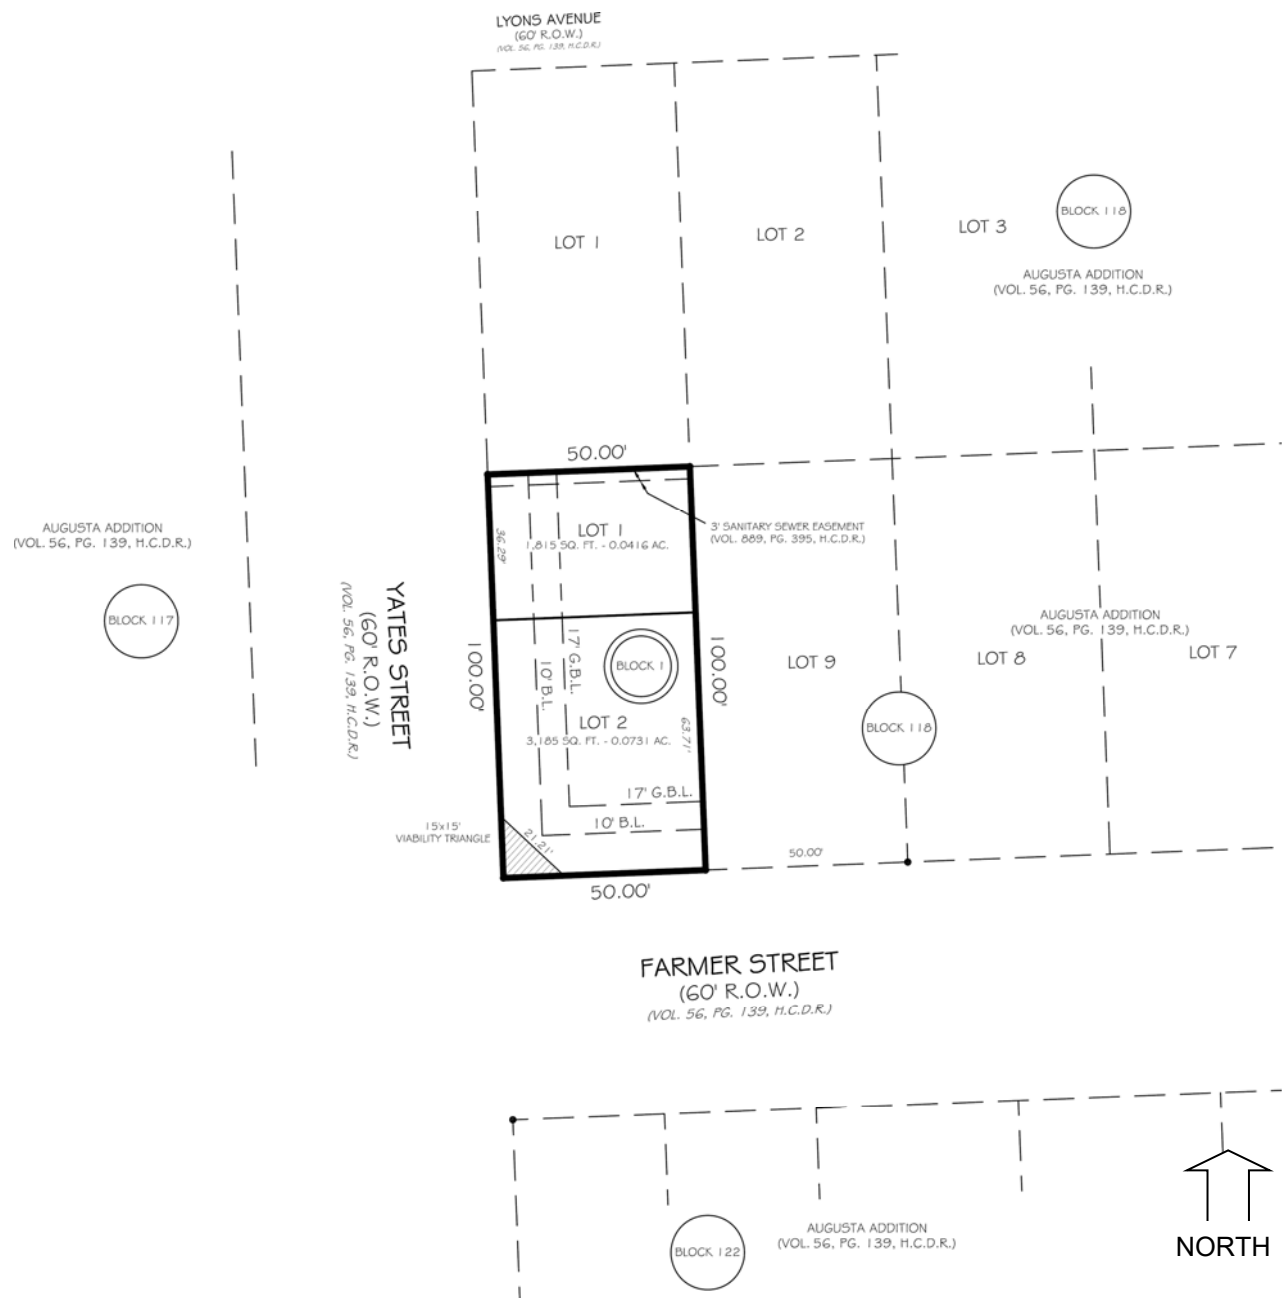 LYONS AVENUE
(60' R.O.W.)
(VOL. 56, PG. 139, H.C.D.R.)
BLOCK 118
LOT 1
LOT 2
LOT 3
AUGUSTA ADDITION
(VOL. 56, PG. 139, H.C.D.R.)
50.00'
AUGUSTA ADDITION
(VOL. 56, PG. 139, H.C.D.R.)
BLOCK 117
36.29'
LOT 1
1,815 SQ. FT. - 0.0416 AC.
3' SANITARY SEWER EASEMENT
(VOL. 889, PG. 395, H.C.D.R.)
YATES STREET
(60' R.O.W.)
(VOL. 56, PG. 139, H.C.D.R.)
100.00'
10' B.L.
17' G.B.L.
BLOCK 1
100.00'
LOT 2
3,185 SQ. FT. - 0.0731 AC.
63.71'
LOT 9
AUGUSTA ADDITION
(VOL. 56, PG. 139, H.C.D.R.)
LOT 8
LOT 7
BLOCK 118
17' G.B.L.
10' B.L.
15'x15'
VIABILITY TRIANGLE
21.21'
50.00'
50.00'
FARMER STREET
(60' R.O.W.)
(VOL. 56, PG. 139, H.C.D.R.)
BLOCK 122
AUGUSTA ADDITION
(VOL. 56, PG. 139, H.C.D.R.)
NORTH